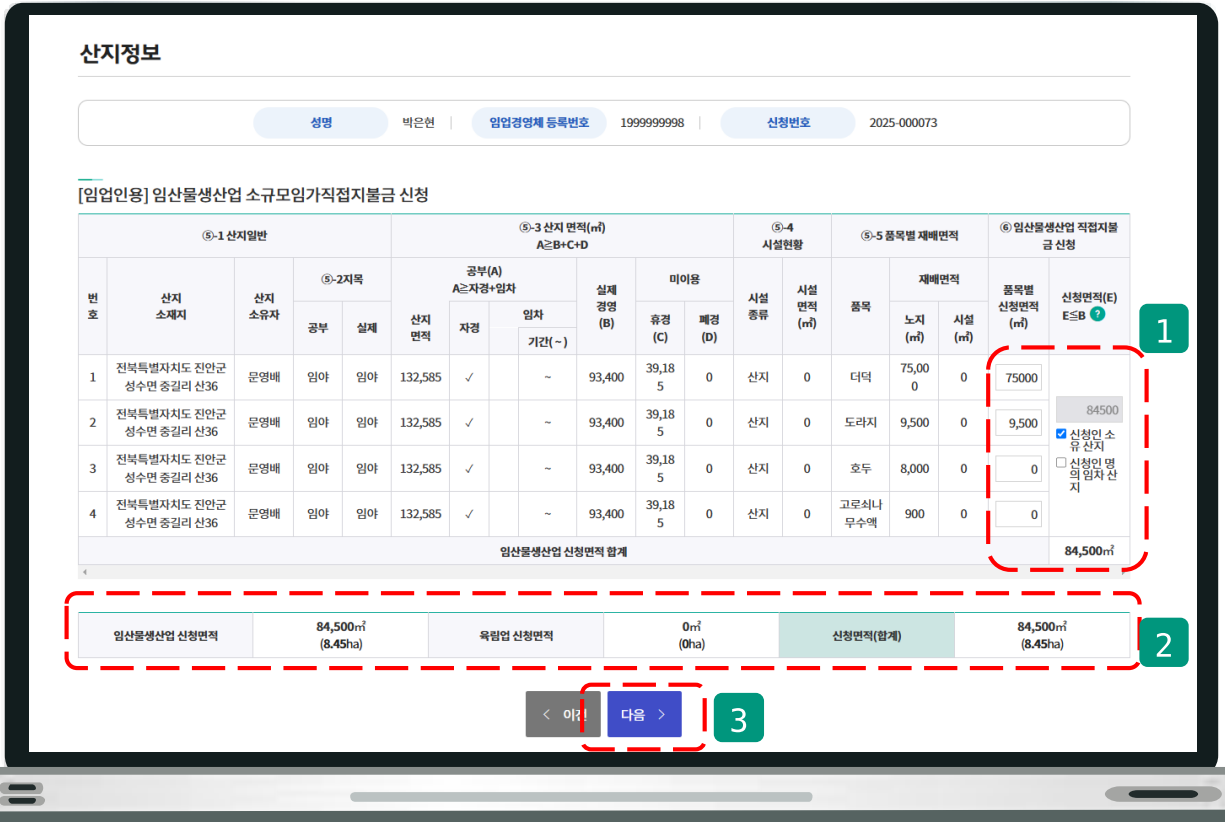 산지정보
성명 박은현 임업경영체 등록번호 1999999998 신청번호 2025-000073
[임업인용] 임산물생산업 소규모임가직접지불금 신청
⑤-1 산지일반 ⑤-3 산지 면적(㎡) A≧B+C+D ⑤-4 시설현황 ⑤-5 품목별 재배면적 ⑥ 임산물생산업 직접지불금 신청
번호 산지 소재지 산지 소유자 ⑤-2지목 공부(A) A≧자경+임차 실제 경영 (B) 미이용 시설 종류 시설 면적 (㎡) 품목 재배면적 품목별 신청면적 (㎡) 신청면적(E) E≦B ?
공부 실제 산지 면적 자경 임차 기간( ~ ) 휴경 (C) 폐경 (D) 노지 (㎡) 시설 (㎡)
1 전북특별자치도 진안군 성수면 중길리 산36 문영배 임야 임야 132,585 ✓ ~ 93,400 39,185 0 산지 0 더덕 75,000 0 75000
2 전북특별자치도 진안군 성수면 중길리 산36 문영배 임야 임야 132,585 ✓ ~ 93,400 39,185 0 산지 0 도라지 9,500 0 9,500
3 전북특별자치도 진안군 성수면 중길리 산36 문영배 임야 임야 132,585 ✓ ~ 93,400 39,185 0 산지 0 호두 8,000 0 0
4 전북특별자치도 진안군 성수면 중길리 산36 문영배 임야 임야 132,585 ✓ ~ 93,400 39,185 0 산지 0 고로쇠나무수액 900 0 0
84500
신청인 소유 산지
신청인 명의 임차 산지
임산물생산업 신청면적 합계 84,500㎡
1
임산물생산업 신청면적 84,500㎡ (8.45ha) 육림업 신청면적 0㎡ (0ha) 신청면적(합계) 84,500㎡ (8.45ha)
2
< 이전 다음 >
3